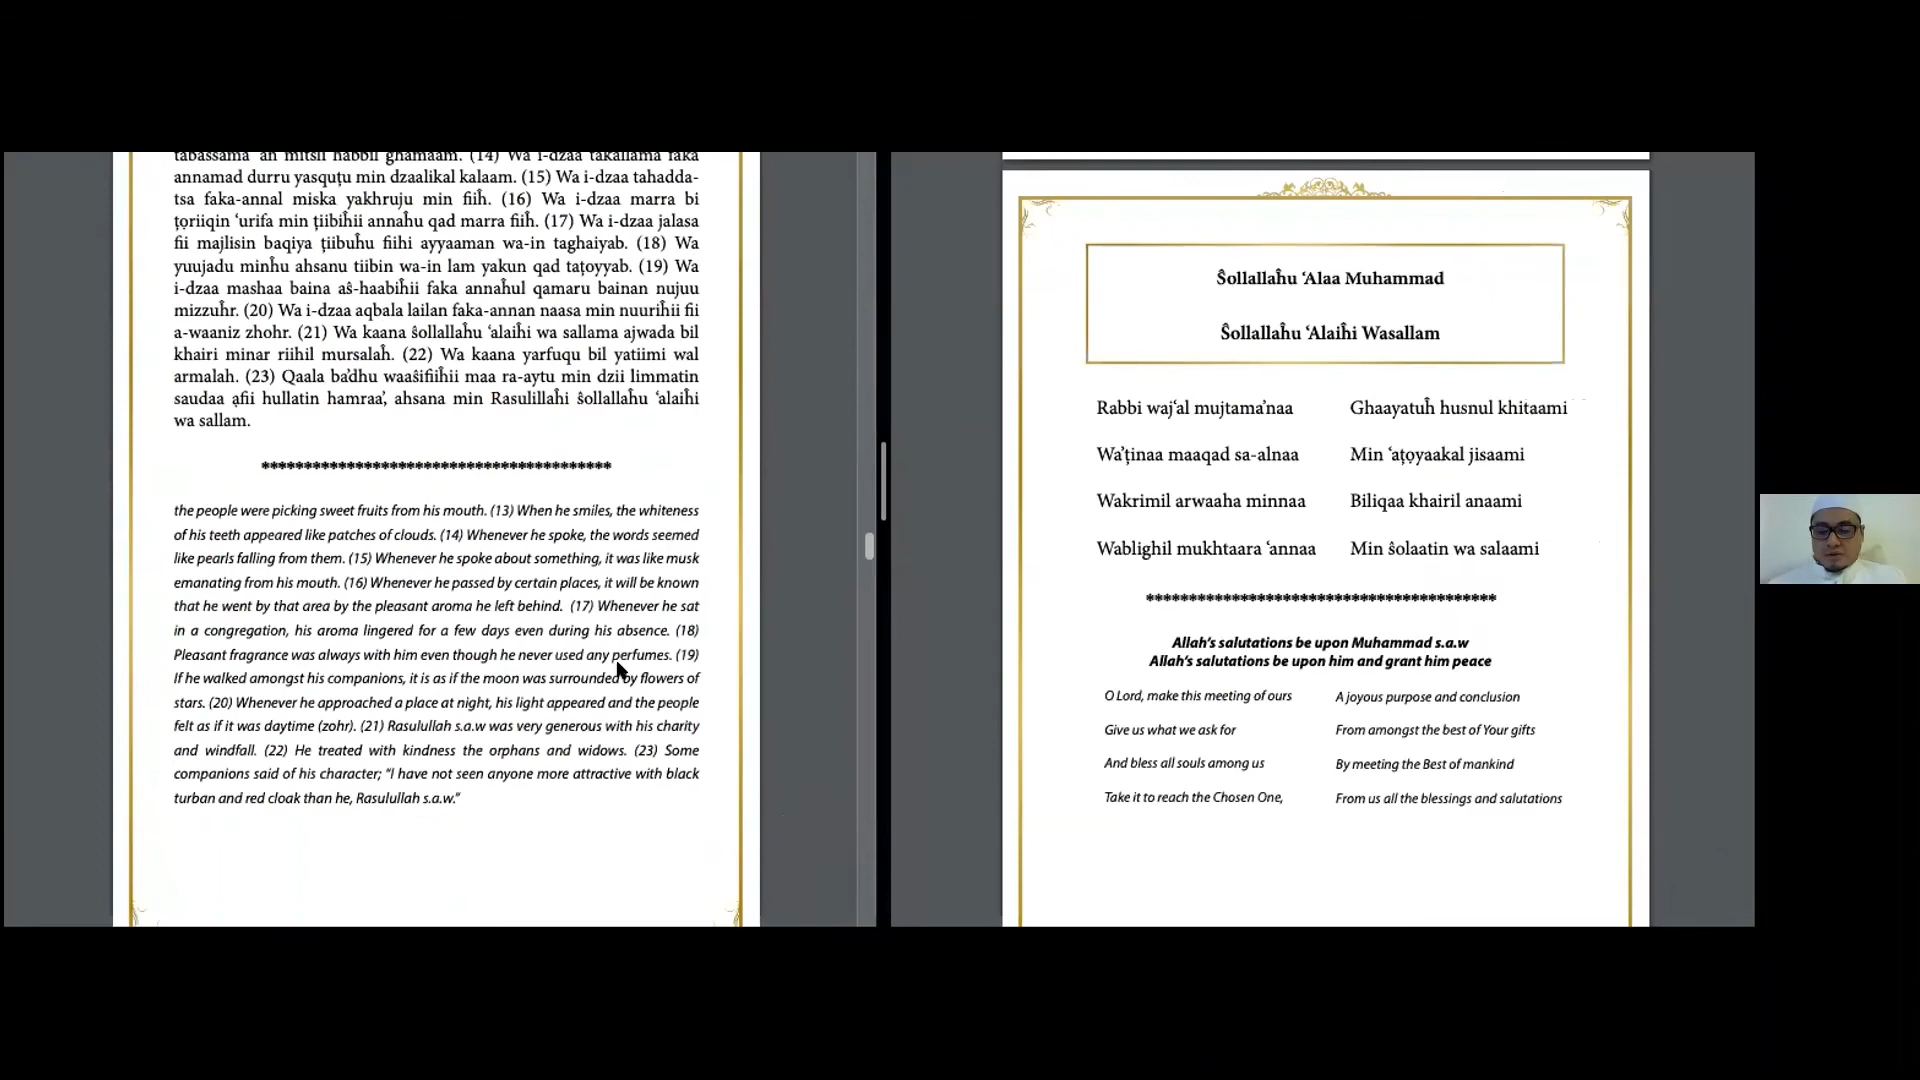 tabassama ‘an mitsli habbil ghamaam. (14) Wa i-dzaa takallama faka
annamad durru yasquṭu min dzaalikal kalaam. (15) Wa i-dzaa tahadda-
tsa faka-annal miska yakhruju min fiiĥ. (16) Wa i-dzaa marra bi
ṭọriiqin ‘urifa min ṭiibiĥii annaĥu qad marra fiiĥ. (17) Wa i-dzaa jalasa
fii majlisin baqiya ṭiibuĥu fiihi ayyaaman wa-in taghaiyab. (18) Wa
yuujadu minĥu ahsanu tiibin wa-in lam yakun qad taṭoyyab. (19) Wa
i-dzaa mashaa baina aŝ-haabiĥii faka annaĥul qamaru bainan nujuu
mizzuĥr. (20) Wa i-dzaa aqbala lailan faka-annan naasa min nuuriĥii fii
a-waaniz zhohr. (21) Wa kaana ŝollallaĥu ‘alaiĥi wa sallama ajwada bil
khairi minar riihil mursalaĥ. (22) Wa kaana yarfuqu bil yatiimi wal
armalah. (23) Qaala ba’dhu waaŝifiiĥii maa ra-aytu min dzii limmatin
saudaa ạfii hullatin hamraa’, ahsana min Rasulillaĥi ŝollallaĥu ‘alaiĥi
wa sallam.
*****************************************
the people were picking sweet fruits from his mouth. (13) When he smiles, the whiteness
of his teeth appeared like patches of clouds. (14) Whenever he spoke, the words seemed
like pearls falling from them. (15) Whenever he spoke about something, it was like musk
emanating from his mouth. (16) Whenever he passed by certain places, it will be known
that he went by that area by the pleasant aroma he left behind. (17) Whenever he sat
in a congregation, his aroma lingered for a few days even during his absence. (18)
Pleasant fragrance was always with him even though he never used any perfumes. (19)
If he walked amongst his companions, it is as if the moon was surrounded by flowers of
stars. (20) Whenever he approached a place at night, his light appeared and the people
felt as if it was daytime (zohr). (21) Rasulullah s.a.w was very generous with his charity
and windfall. (22) He treated with kindness the orphans and widows. (23) Some
companions said of his character; “I have not seen anyone more attractive with black
turban and red cloak than he, Rasulullah s.a.w.”
Ŝollallaĥu ‘Alaa Muhammad
Ŝollallaĥu ‘Alaiĥi Wasallam
Rabbi waj‘al mujtama’naa Ghaayatuĥ husnul khitaami
Wa’ṭinaa maaqad sa-alnaa Min ‘aṭọyaakal jisaami
Wakrimil arwaaha minnaa Biliqaa khairil anaami
Wablighil mukhtaara ‘annaa Min ŝolaatin wa salaami
*****************************************
Allah’s salutations be upon Muhammad s.a.w
Allah’s salutations be upon him and grant him peace
O Lord, make this meeting of ours A joyous purpose and conclusion
Give us what we ask for From amongst the best of Your gifts
And bless all souls among us By meeting the Best of mankind
Take it to reach the Chosen One, From us all the blessings and salutations